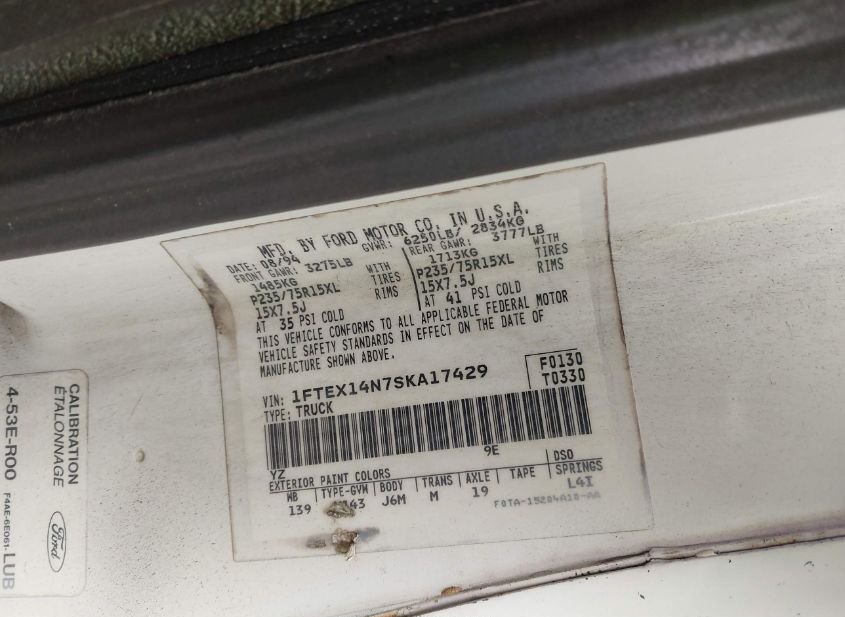 MFD. BY FORD MOTOR CO. IN U.S.A.
DATE: 08/94 GVWR: 6250LB/ 2834KG
FRONT GAWR: 3275LB REAR GAWR: 3777LB
1485KG WITH 1713KG WITH
P235/75R15XL TIRES P235/75R15XL TIRES
15X7.5J RIMS 15X7.5J RIMS
AT 35 PSI COLD AT 41 PSI COLD
THIS VEHICLE CONFORMS TO ALL APPLICABLE FEDERAL MOTOR
VEHICLE SAFETY STANDARDS IN EFFECT ON THE DATE OF
MANUFACTURE SHOWN ABOVE.
VIN: 1FTEX14N7SKA17429 F0130
TYPE: TRUCK T0330
YZ 9E
EXTERIOR PAINT COLORS DSO
WB TYPE-GVW BODY TRANS AXLE TAPE SPRINGS
139 J6M M 19 L4I
F0TA-15204A10-AA
CALIBRATION
ÉTALONNAGE
4-53E-R00
F4AE-6E061-LUB
Ford